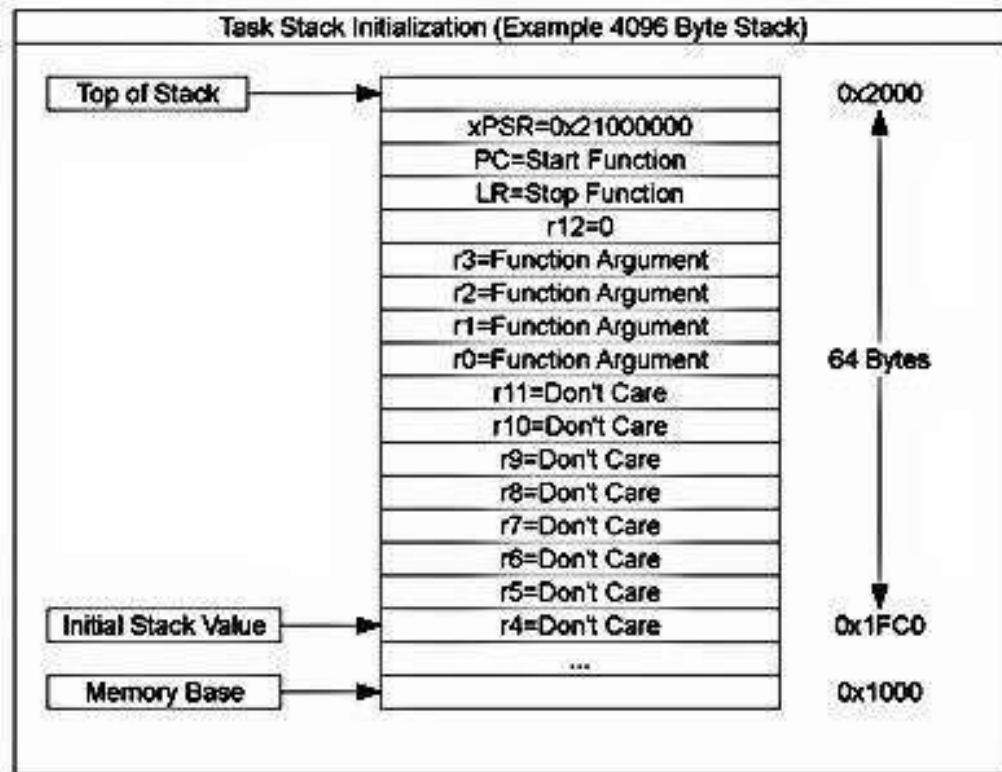 Task Stack Initialization (Example 4096 Byte Stack)
Top of Stack
0x2000
xPSR=0x21000000
PC=Start Function
LR=Stop Function
r12=0
r3=Function Argument
r2=Function Argument
r1=Function Argument
r0=Function Argument
64 Bytes
r11=Don't Care
r10=Don't Care
r9=Don't Care
r8=Don't Care
r7=Don't Care
r6=Don't Care
r5=Don't Care
Initial Stack Value
r4=Don't Care
0x1FC0
...
Memory Base
0x1000